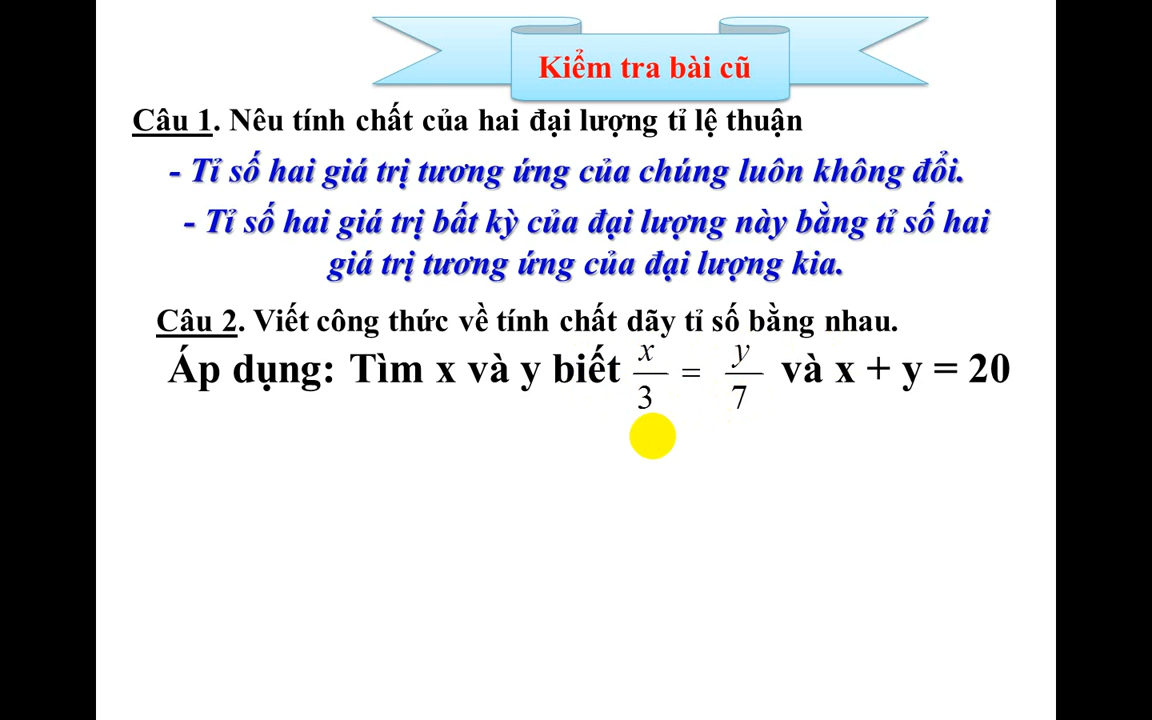 Kiểm tra bài cũ
Câu 1. Nêu tính chất của hai đại lượng tỉ lệ thuận
- Tỉ số hai giá trị tương ứng của chúng luôn không đổi.
- Tỉ số hai giá trị bất kỳ của đại lượng này bằng tỉ số hai
giá trị tương ứng của đại lượng kia.
Câu 2. Viết công thức về tính chất dãy tỉ số bằng nhau.
Áp dụng: Tìm x và y biết x/3 = y/7 và x + y = 20